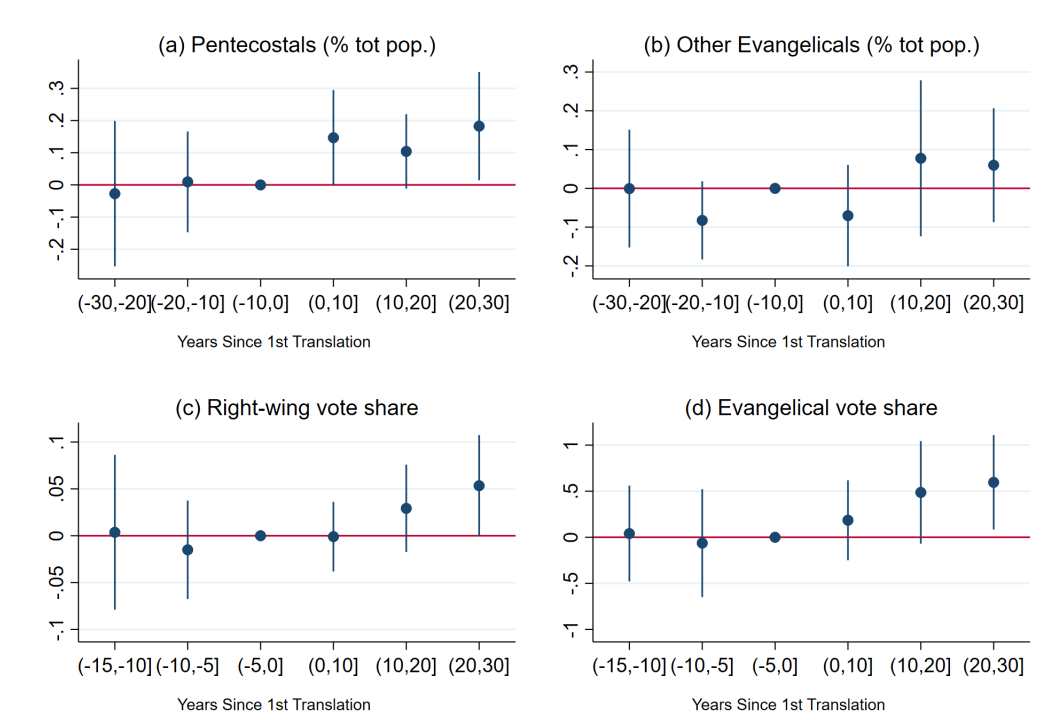 (a) Pentecostals (% tot pop.)
.3
.2
.1
0
-.1
-.2
(-30,-20] (-20,-10] (-10,0] (0,10] (10,20] (20,30]
Years Since 1st Translation
(b) Other Evangelicals (% tot pop.)
.3
.2
.1
0
-.1
-.2
(-30,-20] (-20,-10] (-10,0] (0,10] (10,20] (20,30]
Years Since 1st Translation
(c) Right-wing vote share
.1
.05
0
-.05
-.1
(-15,-10] (-10,-5] (-5,0] (0,10] (10,20] (20,30]
Years Since 1st Translation
(d) Evangelical vote share
1
.5
0
-.5
-1
(-15,-10] (-10,-5] (-5,0] (0,10] (10,20] (20,30]
Years Since 1st Translation